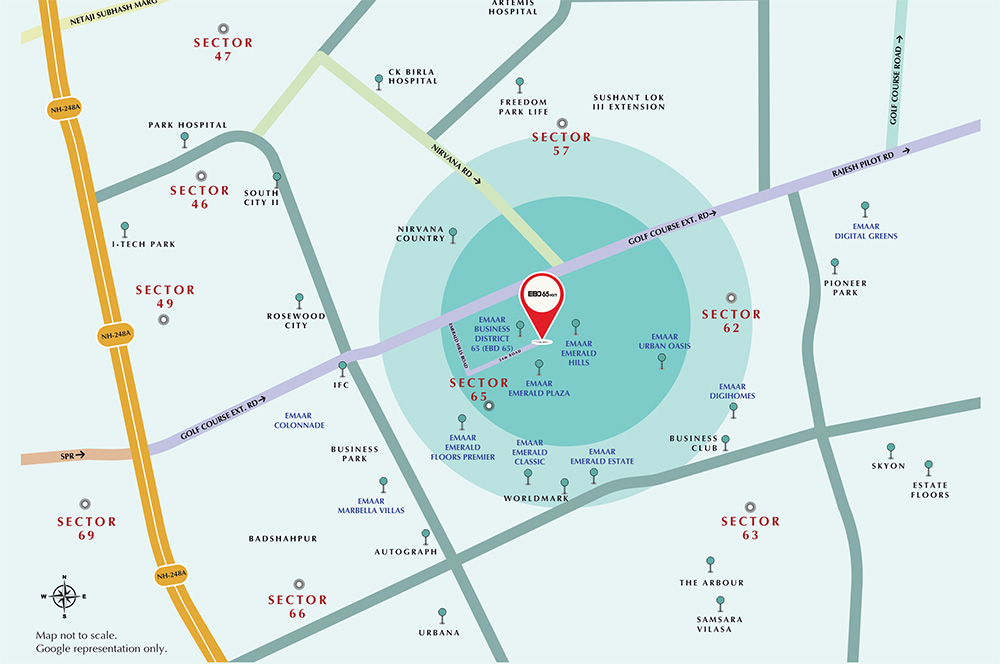 NETAJI SUBHASH MARG
ARTEMIS
HOSPITAL
SECTOR
47
GOLF COURSE ROAD
CK BIRLA
HOSPITAL
FREEDOM
PARK LIFE
SUSHANT LOK
III EXTENSION
NH-248A
PARK HOSPITAL
SECTOR
57
NIRVANA RD
RAJESH PILOT RD
SECTOR
46
SOUTH
CITY II
I-TECH PARK
NIRVANA
COUNTRY
GOLF COURSE EXT. RD
EMAAR
DIGITAL GREENS
SECTOR
49
PIONEER
PARK
EBD65
ROSEWOOD
CITY
SECTOR
62
NH-248A
EMAAR
BUSINESS
DISTRICT
65 (EBD 65)
EMERALD HILLS ROAD
24M ROAD
EMAAR
EMERALD
HILLS
EMAAR
URBAN OASIS
IFC
SECTOR
65
EMAAR
EMERALD PLAZA
EMAAR
DIGIHOMES
GOLF COURSE EXT. RD
EMAAR
COLONNADE
EMAAR
EMERALD
FLOORS PREMIER
EMAAR
EMERALD
CLASSIC
EMAAR
EMERALD ESTATE
BUSINESS
CLUB
SPR
BUSINESS
PARK
SKYON
ESTATE
FLOORS
EMAAR
MARBELLA VILLAS
WORLDMARK
SECTOR
69
SECTOR
63
BADSHAHPUR
AUTOGRAPH
NH-248A
THE ARBOUR
SECTOR
66
N
W
E
S
SAMSARA
VILASA
URBANA
Map not to scale.
Google representation only.